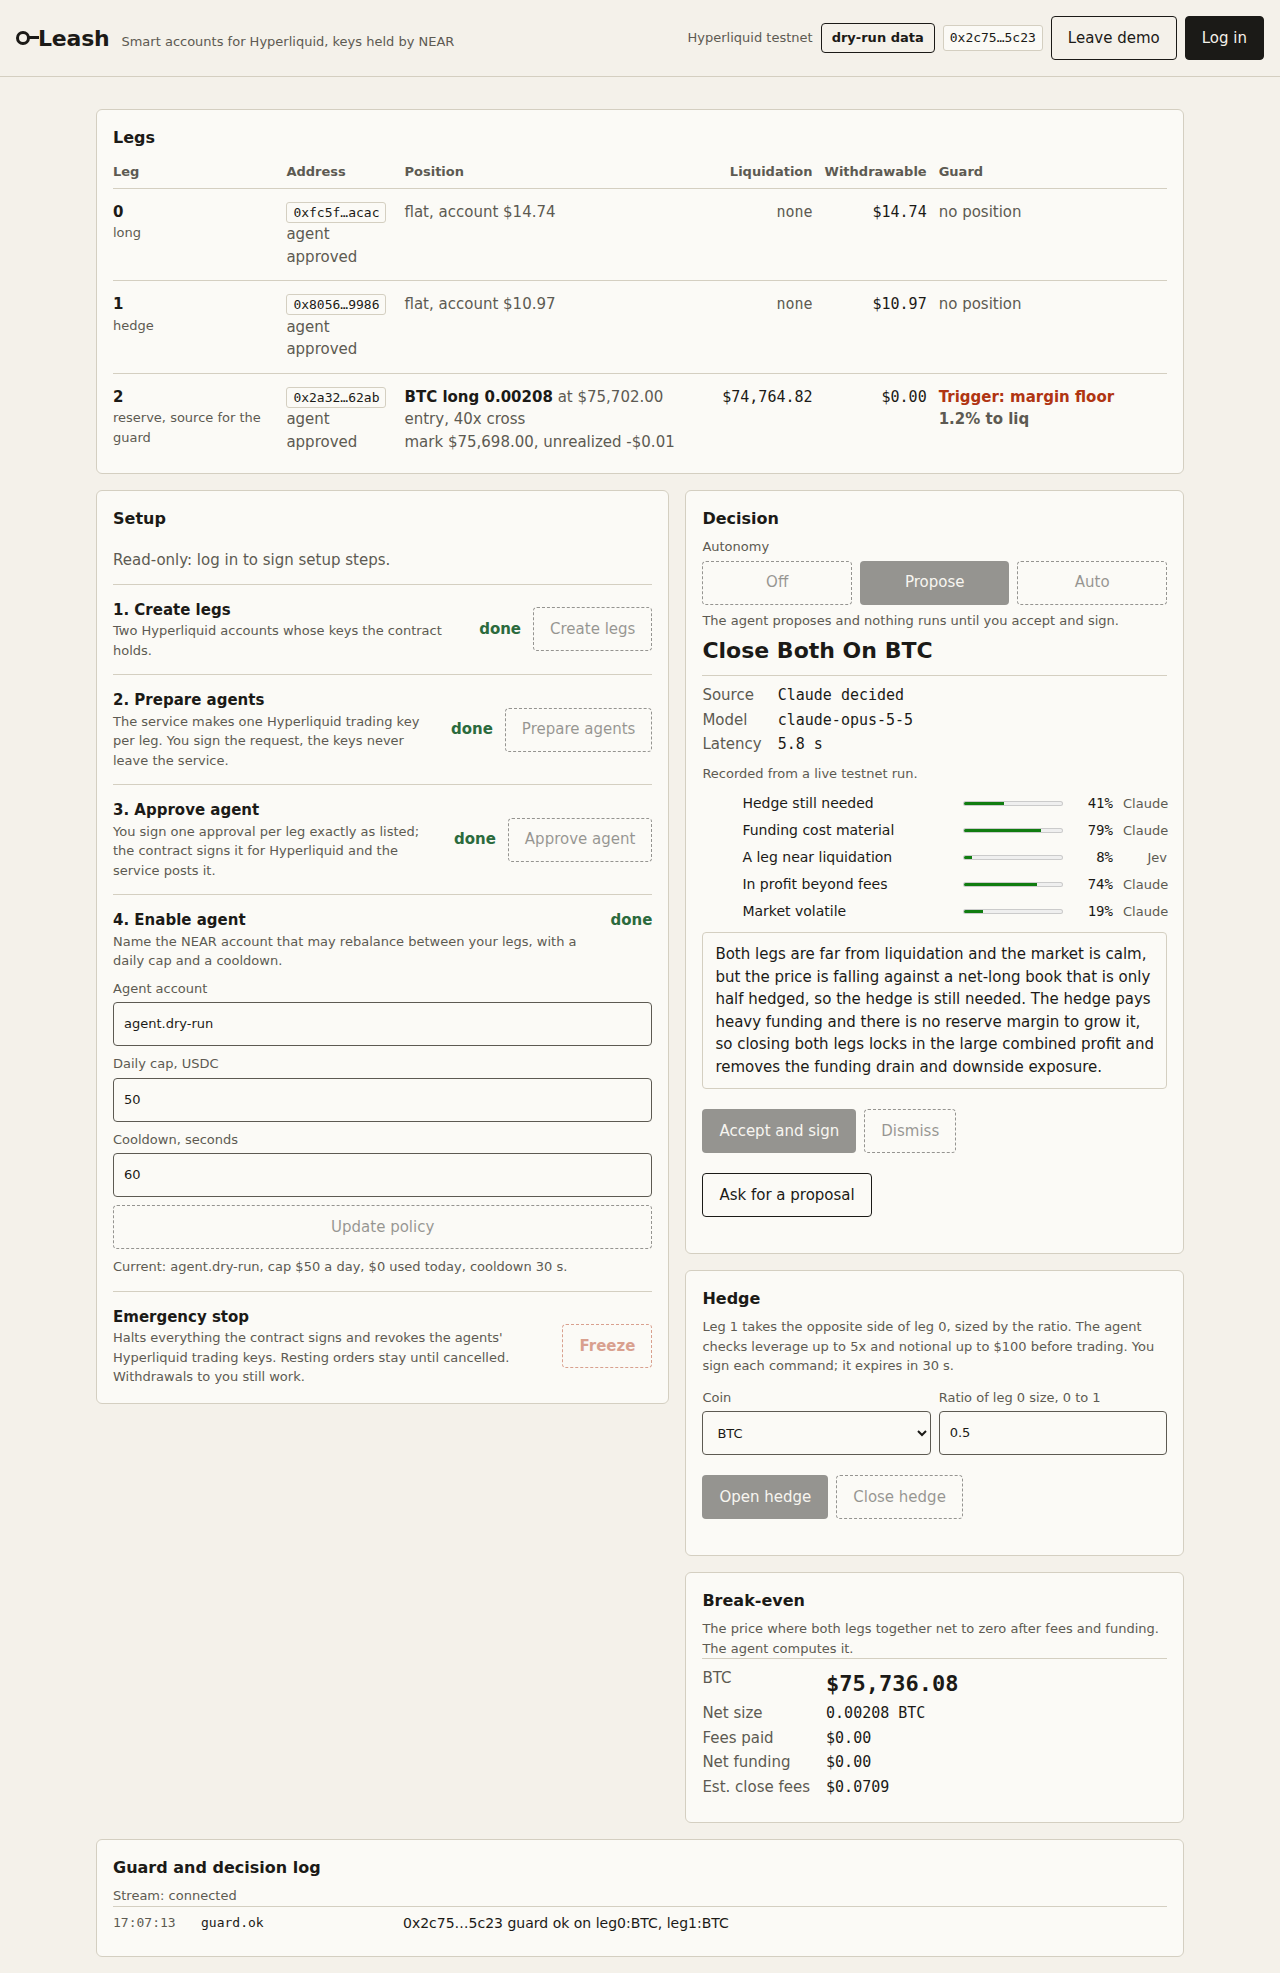 Leash Smart accounts for Hyperliquid, keys held by NEAR
Hyperliquid testnet dry-run data 0x2c75…5c23 Leave demo Log in
Legs
Leg Address Position Liquidation Withdrawable Guard
0 0xfc5f…acac flat, account $14.74 none $14.74 no position
long agent
approved
1 0x8056…9986 flat, account $10.97 none $10.97 no position
hedge agent
approved
2 0x2a32…62ab BTC long 0.00208 at $75,702.00 $74,764.82 $0.00 Trigger: margin floor
reserve, source for the agent entry, 40x cross 1.2% to liq
guard approved mark $75,698.00, unrealized -$0.01
Setup
Read-only: log in to sign setup steps.
1. Create legs
Two Hyperliquid accounts whose keys the contract
holds.
done Create legs
2. Prepare agents
The service makes one Hyperliquid trading key
per leg. You sign the request, the keys never
leave the service.
done Prepare agents
3. Approve agent
You sign one approval per leg exactly as listed;
the contract signs it for Hyperliquid and the
service posts it.
done Approve agent
4. Enable agent done
Name the NEAR account that may rebalance between your legs, with a
daily cap and a cooldown.
Agent account
agent.dry-run
Daily cap, USDC
50
Cooldown, seconds
60
Update policy
Current: agent.dry-run, cap $50 a day, $0 used today, cooldown 30 s.
Emergency stop
Halts everything the contract signs and revokes the agents'
Hyperliquid trading keys. Resting orders stay until cancelled.
Withdrawals to you still work.
Freeze
Decision
Autonomy
Off Propose Auto
The agent proposes and nothing runs until you accept and sign.
Close Both On BTC
Source Claude decided
Model claude-opus-5-5
Latency 5.8 s
Recorded from a live testnet run.
Hedge still needed 41% Claude
Funding cost material 79% Claude
A leg near liquidation 8% Jev
In profit beyond fees 74% Claude
Market volatile 19% Claude
Both legs are far from liquidation and the market is calm,
but the price is falling against a net-long book that is only
half hedged, so the hedge is still needed. The hedge pays
heavy funding and there is no reserve margin to grow it,
so closing both legs locks in the large combined profit and
removes the funding drain and downside exposure.
Accept and sign Dismiss
Ask for a proposal
Hedge
Leg 1 takes the opposite side of leg 0, sized by the ratio. The agent
checks leverage up to 5x and notional up to $100 before trading. You
sign each command; it expires in 30 s.
Coin Ratio of leg 0 size, 0 to 1
BTC 0.5
Open hedge Close hedge
Break-even
The price where both legs together net to zero after fees and funding.
The agent computes it.
BTC $75,736.08
Net size 0.00208 BTC
Fees paid $0.00
Net funding $0.00
Est. close fees $0.0709
Guard and decision log
Stream: connected
17:07:13 guard.ok 0x2c75…5c23 guard ok on leg0:BTC, leg1:BTC